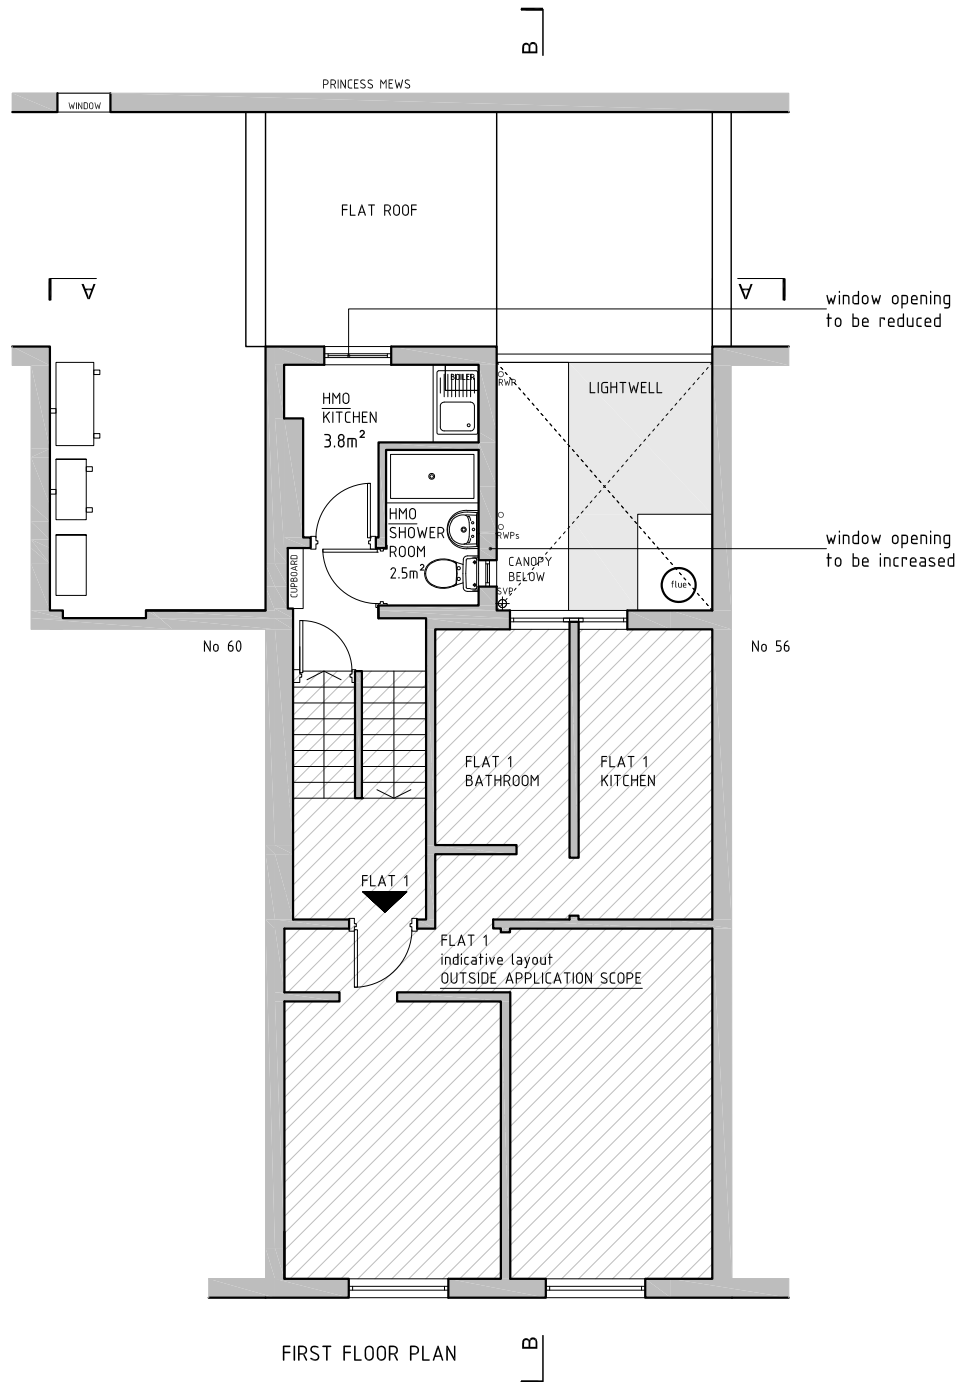 B
PRINCESS MEWS
WINDOW
FLAT ROOF
A
A
window opening
to be reduced
HMO
KITCHEN
3.8m²
BOILER
RWP
LIGHTWELL
HMO
SHOWER
ROOM
2.5m²
RWPs
window opening
to be increased
CUPBOARD
CANOPY
BELOW
SVP
flue
No 60
No 56
FLAT 1
BATHROOM
FLAT 1
KITCHEN
FLAT 1
FLAT 1
indicative layout
OUTSIDE APPLICATION SCOPE
FIRST FLOOR PLAN
B